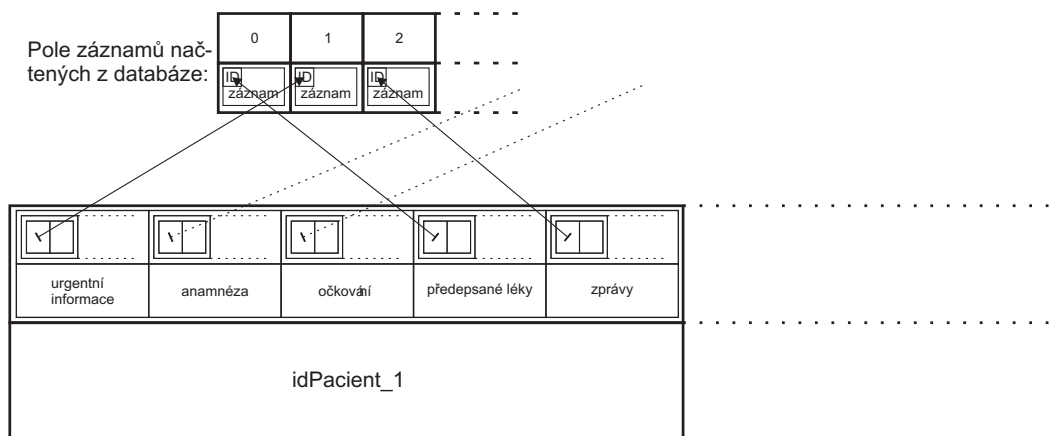 0 1 2
Pole záznamů nač-
tených z databáze:
ID ID ID
záznam záznam záznam
urgentní
informace
anamnéza
očkování
předepsané léky
zprávy
idPacient_1